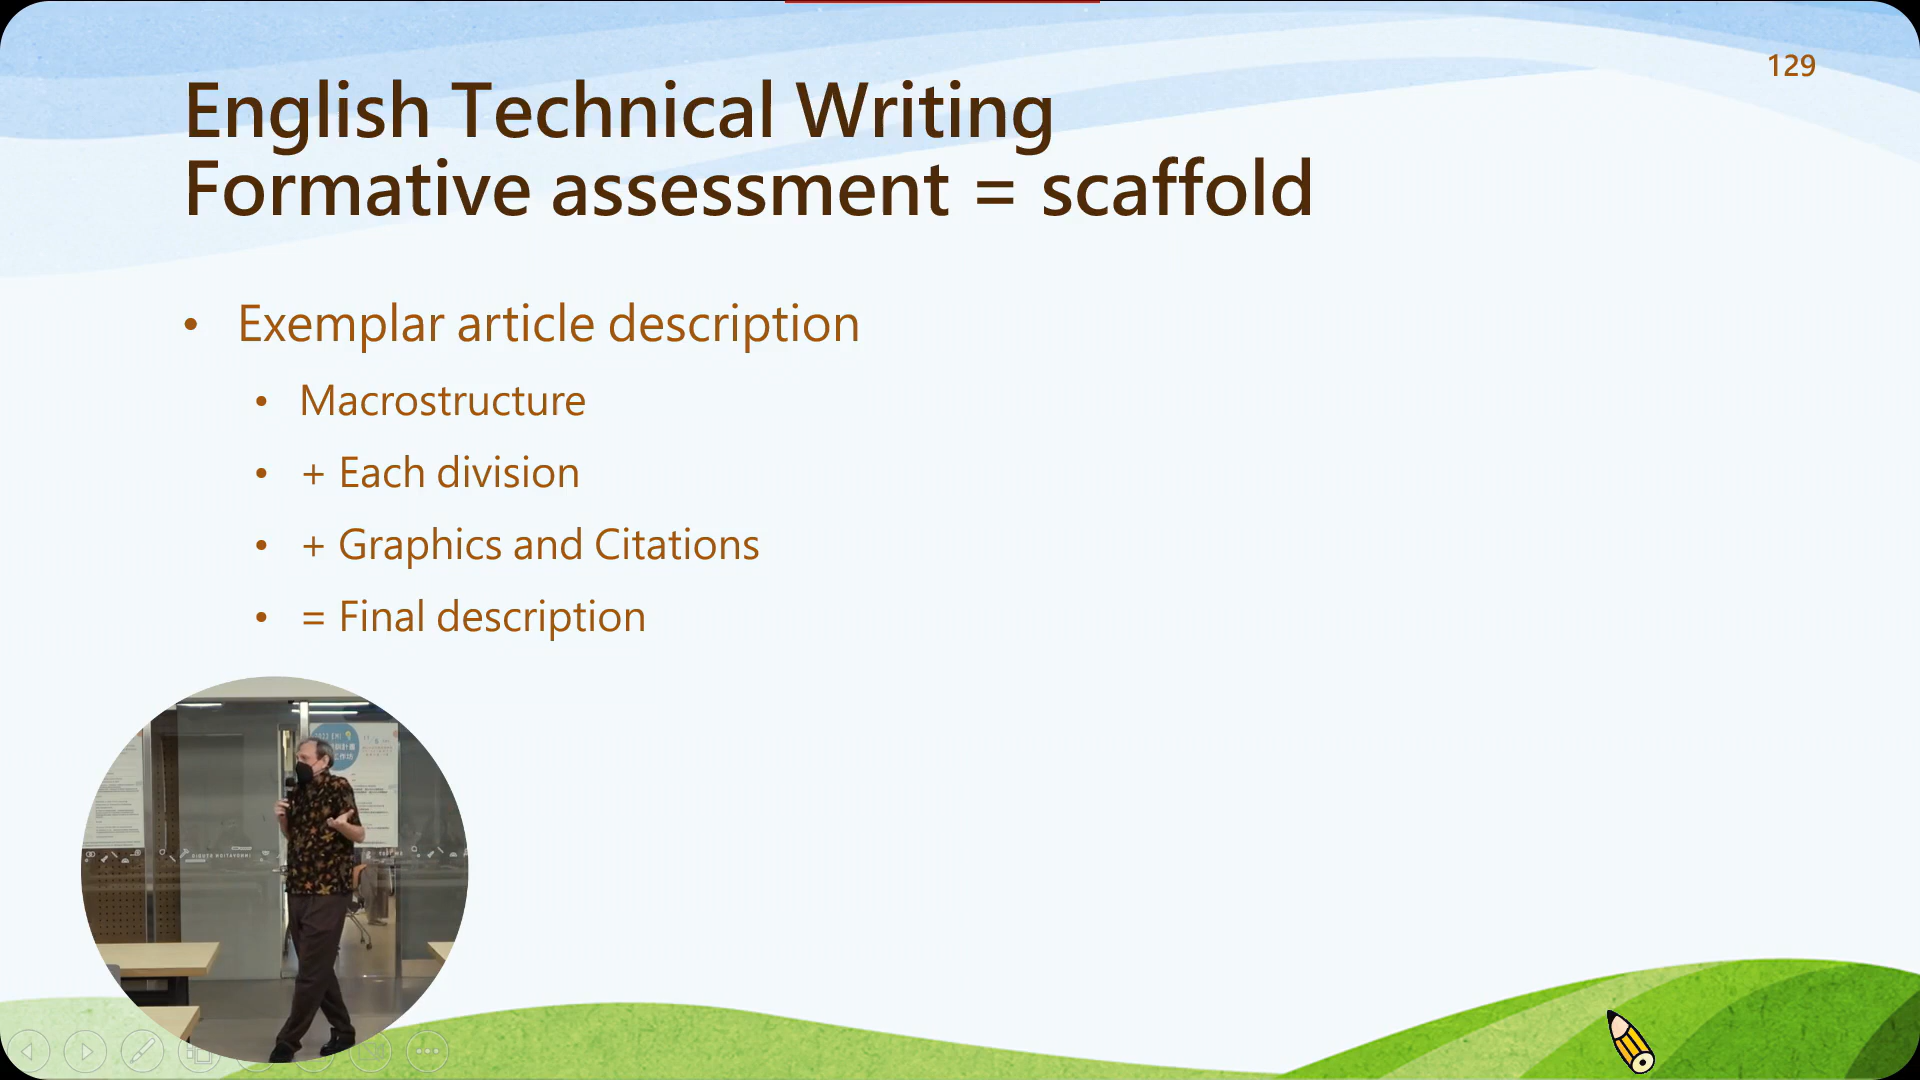 129
English Technical Writing
Formative assessment = scaffold
• Exemplar article description
• Macrostructure
• + Each division
• + Graphics and Citations
• = Final description